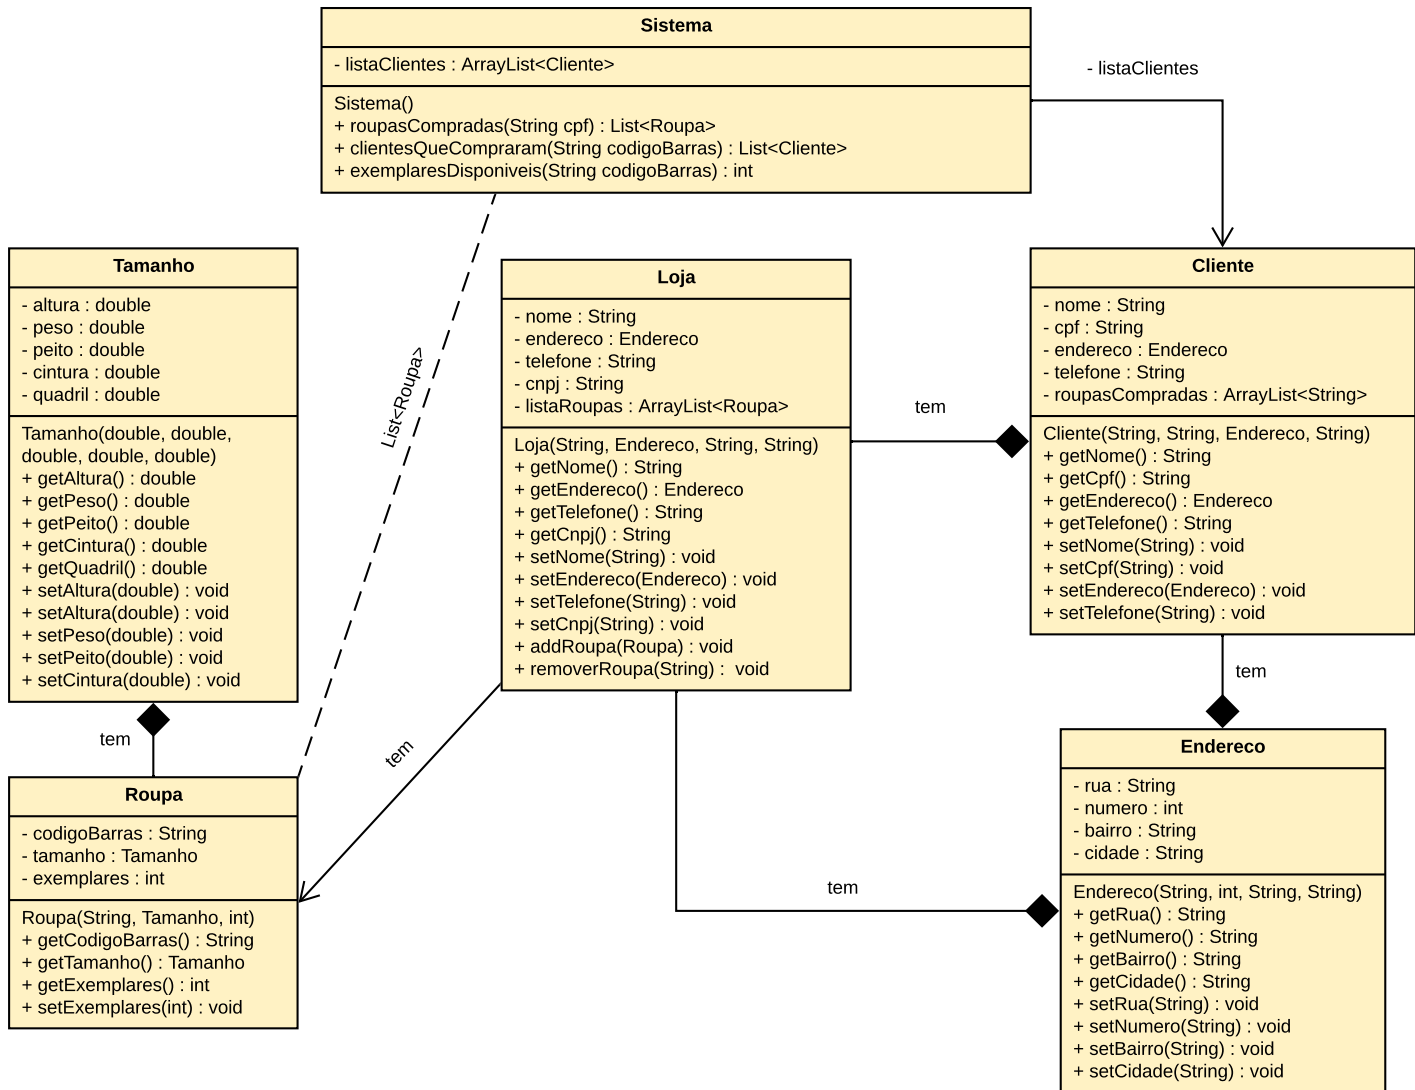 Sistema
- listaClientes : ArrayList<Cliente>
Sistema()
+ roupasCompradas(String cpf) : List<Roupa>
+ clientesQueCompraram(String codigoBarras) : List<Cliente>
+ exemplaresDisponiveis(String codigoBarras) : int
- listaClientes
List<Roupa>
Tamanho
- altura : double
- peso : double
- peito : double
- cintura : double
- quadril : double
Tamanho(double, double,
double, double, double)
+ getAltura() : double
+ getPeso() : double
+ getPeito() : double
+ getCintura() : double
+ getQuadril() : double
+ setAltura(double) : void
+ setAltura(double) : void
+ setPeso(double) : void
+ setPeito(double) : void
+ setCintura(double) : void
tem
Loja
- nome : String
- endereco : Endereco
- telefone : String
- cnpj : String
- listaRoupas : ArrayList<Roupa>
Loja(String, Endereco, String, String)
+ getNome() : String
+ getEndereco() : Endereco
+ getTelefone() : String
+ getCnpj() : String
+ setNome(String) : void
+ setEndereco(Endereco) : void
+ setTelefone(String) : void
+ setCnpj(String) : void
+ addRoupa(Roupa) : void
+ removerRoupa(String) :  void
tem
Cliente
- nome : String
- cpf : String
- endereco : Endereco
- telefone : String
- roupasCompradas : ArrayList<String>
Cliente(String, String, Endereco, String)
+ getNome() : String
+ getCpf() : String
+ getEndereco() : Endereco
+ getTelefone() : String
+ setNome(String) : void
+ setCpf(String) : void
+ setEndereco(Endereco) : void
+ setTelefone(String) : void
tem
tem
Roupa
- codigoBarras : String
- tamanho : Tamanho
- exemplares : int
Roupa(String, Tamanho, int)
+ getCodigoBarras() : String
+ getTamanho() : Tamanho
+ getExemplares() : int
+ setExemplares(int) : void
tem
Endereco
- rua : String
- numero : int
- bairro : String
- cidade : String
Endereco(String, int, String, String)
+ getRua() : String
+ getNumero() : String
+ getBairro() : String
+ getCidade() : String
+ setRua(String) : void
+ setNumero(String) : void
+ setBairro(String) : void
+ setCidade(String) : void